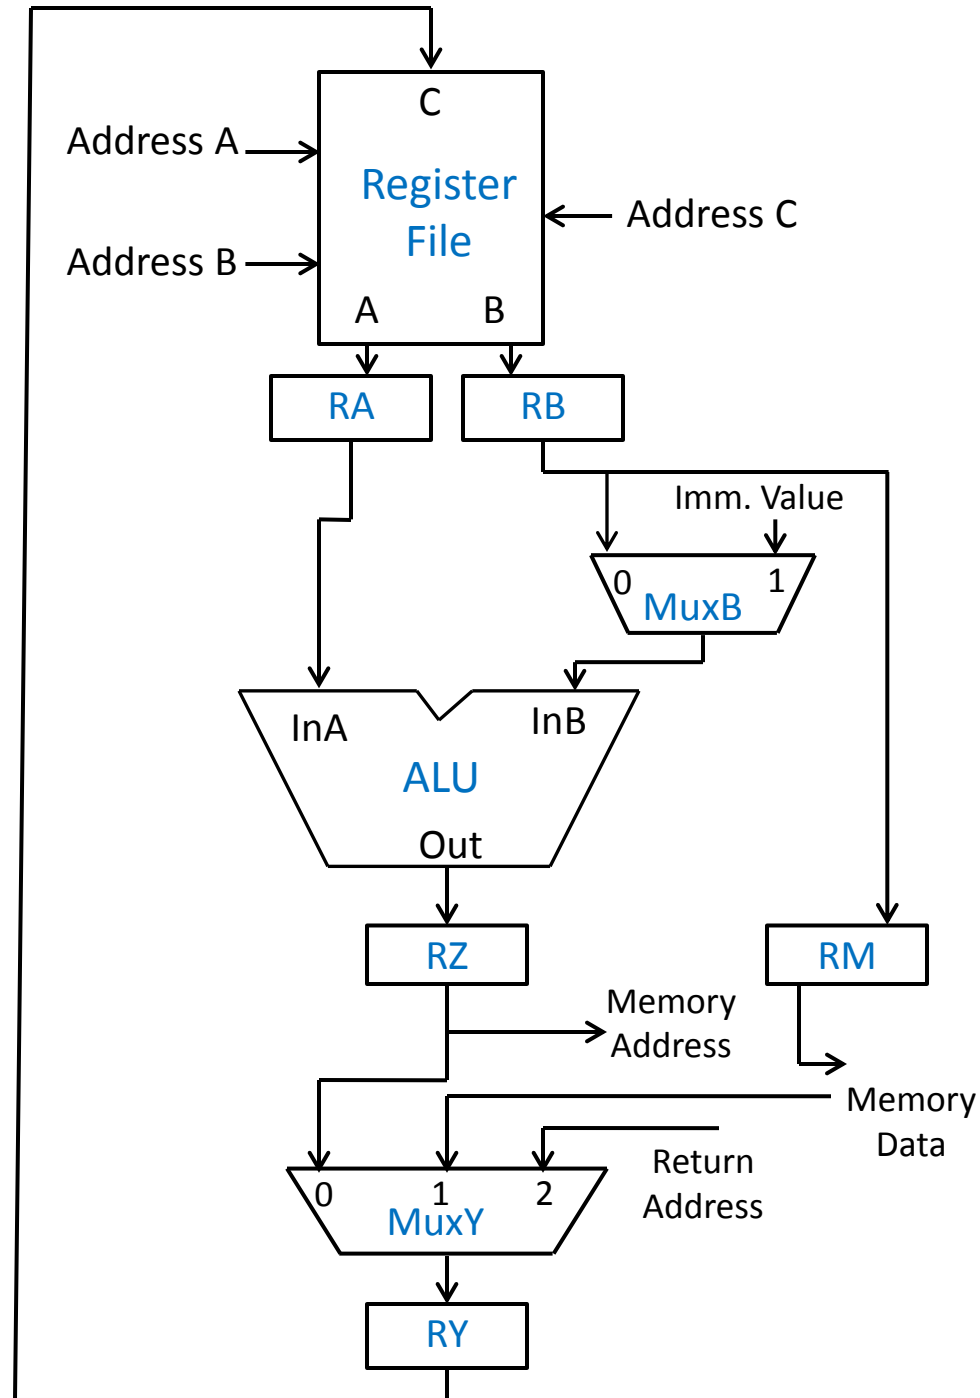 C
Address A
Register
File
Address C
Address B
A
B
RA
RB
Imm. Value
0
1
MuxB
InA
InB
ALU
Out
RZ
RM
Memory
Address
Memory
Data
Return
Address
0
1
2
MuxY
RY